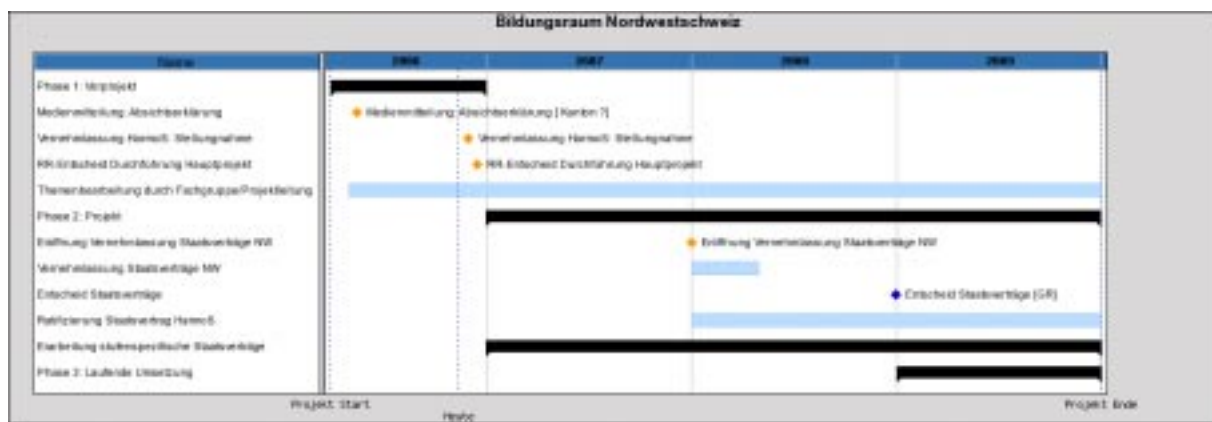 Bildungsraum Nordwestschweiz
Name 2006 2007 2008 2009
Phase 1: Vorprojekt
Medienmitteilung: Absichtserklärung Medienmitteilung: Absichtserklärung (Kanton ?)
Vernehmlassung HarmoS: Stellungnahme Vernehmlassung HarmoS: Stellungnahme
RR-Entscheid Durchführung Hauptprojekt RR-Entscheid Durchführung Hauptprojekt
Themenbearbeitung durch Fachgruppe/Projektleitung
Phase 2: Projekt
Eröffnung Vernehmlassung Staatsverträge NW Eröffnung Vernehmlassung Staatsverträge NW
Vernehmlassung Staatsverträge NW
Entscheid Staatsverträge Entscheid Staatsverträge (GR)
Ratifizierung Staatsvertrag HarmoS
Erarbeitung stufenspezifische Staatsverträge
Phase 3: Laufende Umsetzung
Projekt Start Projekt Ende
Heute